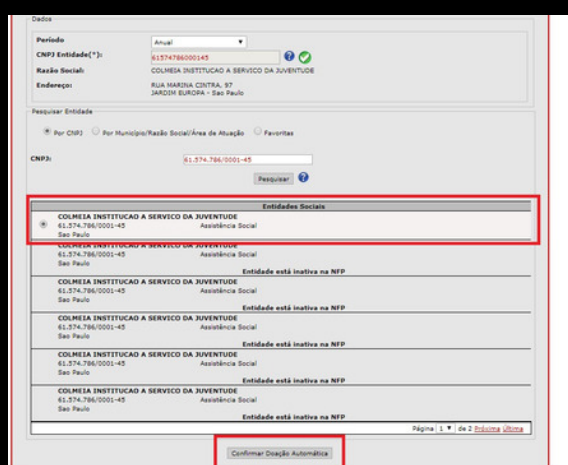 Dados
Período
Anual
CNPJ Entidade(*):
61574786000145
Razão Social:
COLMEIA INSTITUCAO A SERVICO DA JUVENTUDE
Endereço:
RUA MARINA CINTRA, 97
JARDIM EUROPA - Sao Paulo
Pesquisar Entidade
Por CNPJ Por Município/Razão Social/Área de Atuação Favoritas
CNPJ: 61.574.786/0001-45
Pesquisar
Entidades Sociais
COLMEIA INSTITUCAO A SERVICO DA JUVENTUDE
61.574.786/0001-45 Assistência Social
Sao Paulo
COLMEIA INSTITUCAO A SERVICO DA JUVENTUDE
61.574.786/0001-45 Assistência Social
Sao Paulo
Entidade está inativa na NFP
COLMEIA INSTITUCAO A SERVICO DA JUVENTUDE
61.574.786/0001-45 Assistência Social
Sao Paulo
Entidade está inativa na NFP
COLMEIA INSTITUCAO A SERVICO DA JUVENTUDE
61.574.786/0001-45 Assistência Social
Sao Paulo
Entidade está inativa na NFP
COLMEIA INSTITUCAO A SERVICO DA JUVENTUDE
61.574.786/0001-45 Assistência Social
Sao Paulo
Entidade está inativa na NFP
COLMEIA INSTITUCAO A SERVICO DA JUVENTUDE
61.574.786/0001-45 Assistência Social
Sao Paulo
Entidade está inativa na NFP
Página 1 de 2 Próxima Última
Confirmar Doação Automática